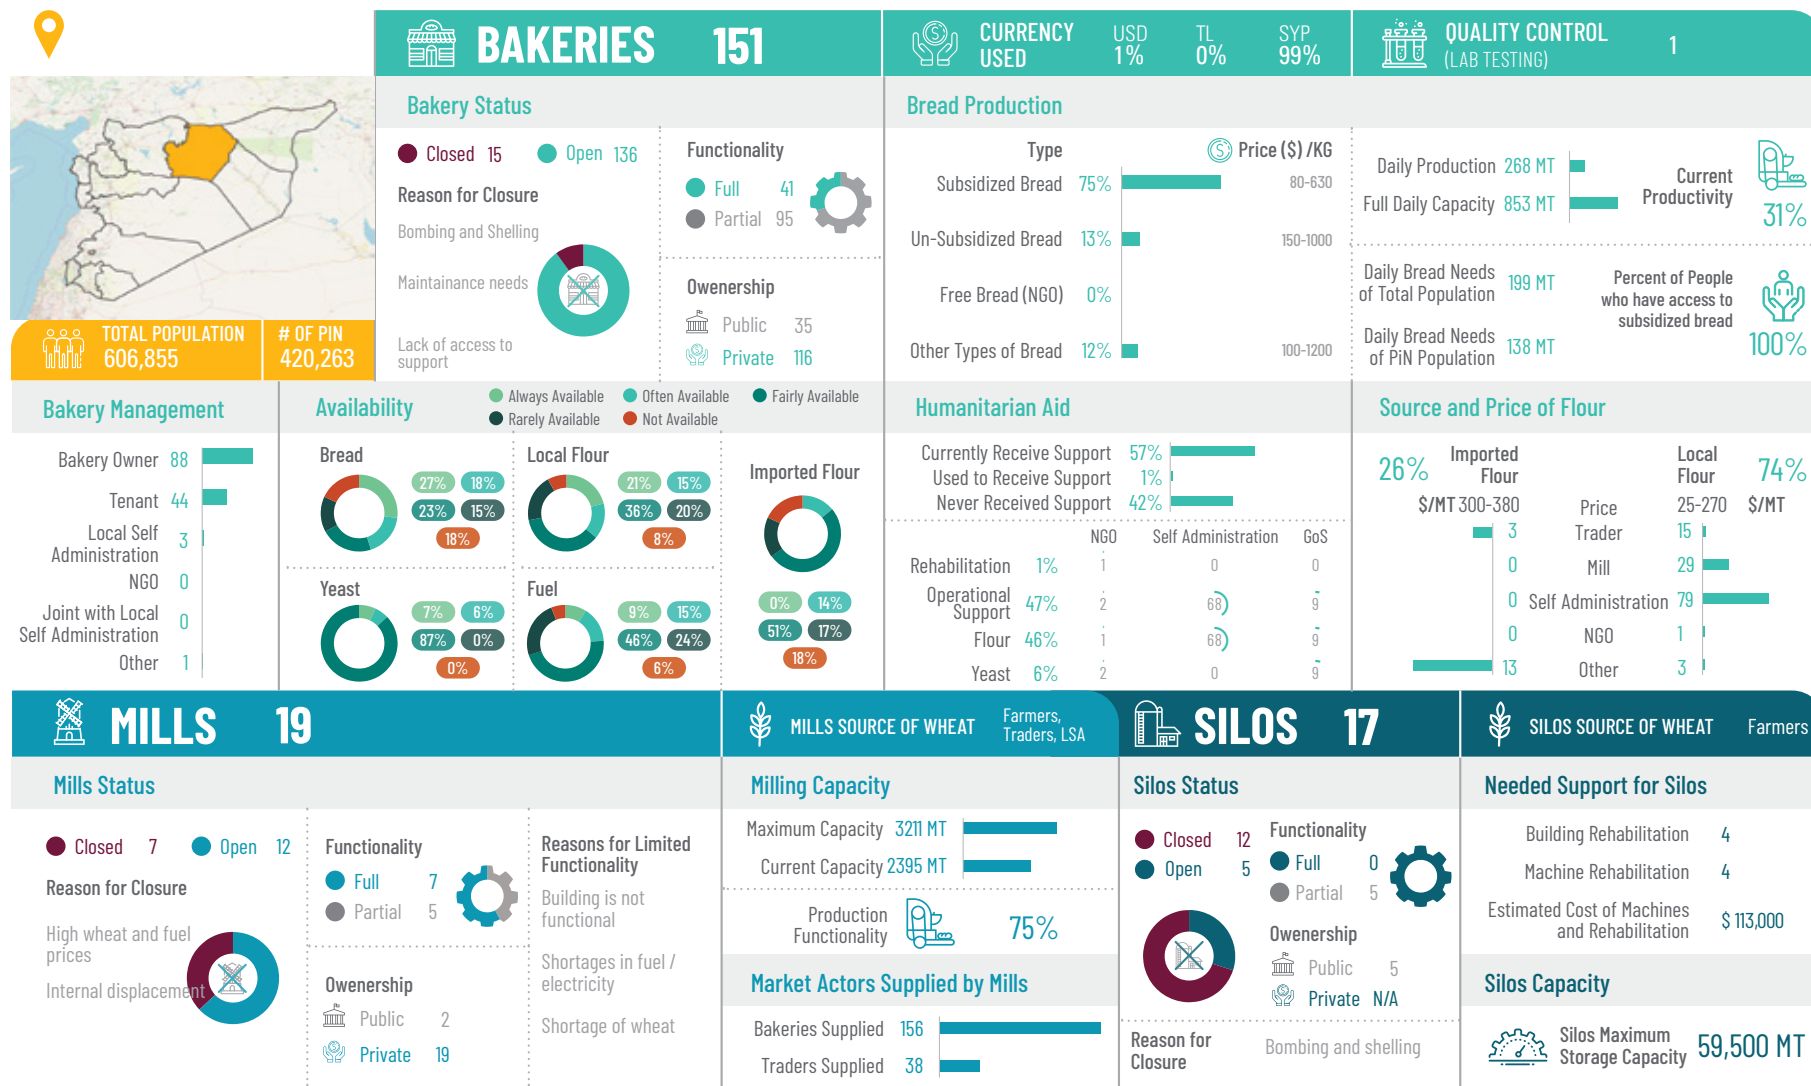 BAKERIES 151
CURRENCY USED
USD 1%
TL 0%
SYP 99%
QUALITY CONTROL (LAB TESTING) 1
TOTAL POPULATION
606,855
# OF PIN
420,263
Bakery Status
Closed 15
Open 136
Reason for Closure
Bombing and Shelling
Maintainance needs
Lack of access to
support
Functionality
Full 41
Partial 95
Owenership
Public 35
Private 116
Bread Production
Type
Price ($) /KG
Subsidized Bread 75% 80-630
Un-Subsidized Bread 13% 150-1000
Free Bread (NGO) 0%
Other Types of Bread 12% 100-1200
Daily Production 268 MT
Full Daily Capacity 853 MT
Current
Productivity
31%
Daily Bread Needs
of Total Population 199 MT
Daily Bread Needs
of PiN Population 138 MT
Percent of People
who have access to
subsidized bread
100%
Bakery Management
Bakery Owner 88
Tenant 44
Local Self
Administration 3
NGO 0
Joint with Local
Self Administration 0
Other 1
Availability
Always Available
Often Available
Fairly Available
Rarely Available
Not Available
Bread
27% 18%
23% 15%
18%
Local Flour
21% 15%
36% 20%
8%
Yeast
7% 6%
87% 0%
0%
Fuel
9% 15%
46% 24%
6%
Imported Flour
0% 14%
51% 17%
18%
Humanitarian Aid
Currently Receive Support 57%
Used to Receive Support 1%
Never Received Support 42%
NGO Self Administration GoS
Rehabilitation 1% 1 0 0
Operational
Support 47% 2 68 9
Flour 46% 1 68 9
Yeast 6% 2 0 9
Source and Price of Flour
26% Imported
Flour
Local
Flour 74%
$/MT 300-380 Price 25-270 $/MT
3 Trader 15
0 Mill 29
0 Self Administration 79
0 NGO 1
13 Other 3
MILLS 19
MILLS SOURCE OF WHEAT
Farmers,
Traders, LSA
SILOS 17
SILOS SOURCE OF WHEAT Farmers
Mills Status
Closed 7
Open 12
Reason for Closure
High wheat and fuel
prices
Internal displacement
Functionality
Full 7
Partial 5
Owenership
Public 2
Private 19
Reasons for Limited
Functionality
Building is not
functional
Shortages in fuel /
electricity
Shortage of wheat
Milling Capacity
Maximum Capacity 3211 MT
Current Capacity 2395 MT
Production
Functionality 75%
Market Actors Supplied by Mills
Bakeries Supplied 156
Traders Supplied 38
Silos Status
Closed 12
Open 5
Functionality
Full 0
Partial 5
Owenership
Public 5
Private N/A
Reason for
Closure
Bombing and shelling
Needed Support for Silos
Building Rehabilitation 4
Machine Rehabilitation 4
Estimated Cost of Machines
and Rehabilitation $ 113,000
Silos Capacity
Silos Maximum
Storage Capacity 59,500 MT